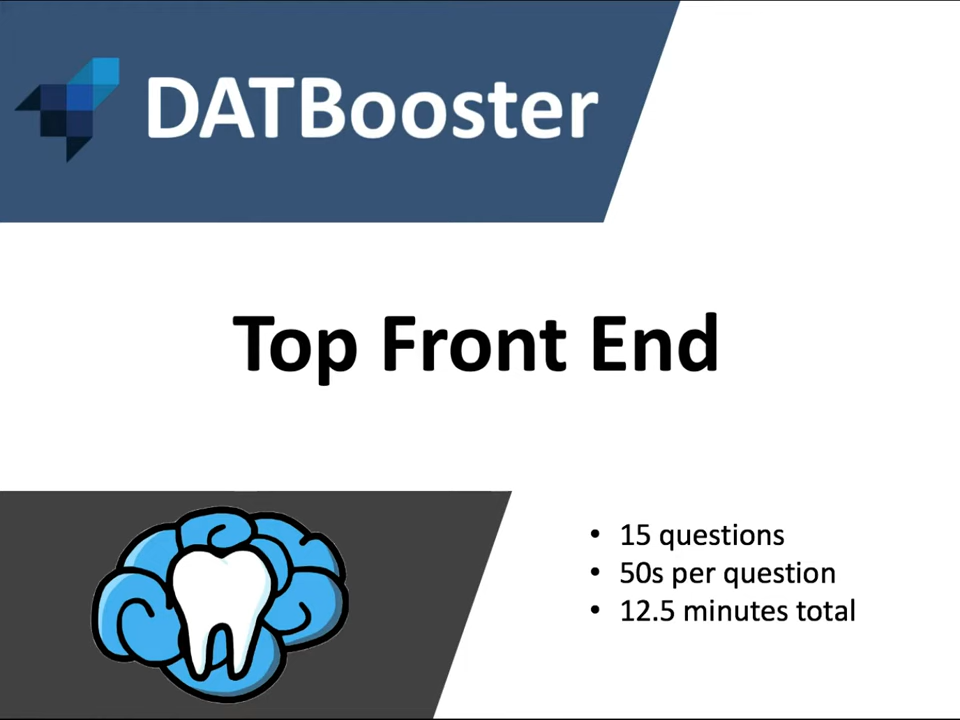 DATBooster
Top Front End
• 15 questions
• 50s per question
• 12.5 minutes total